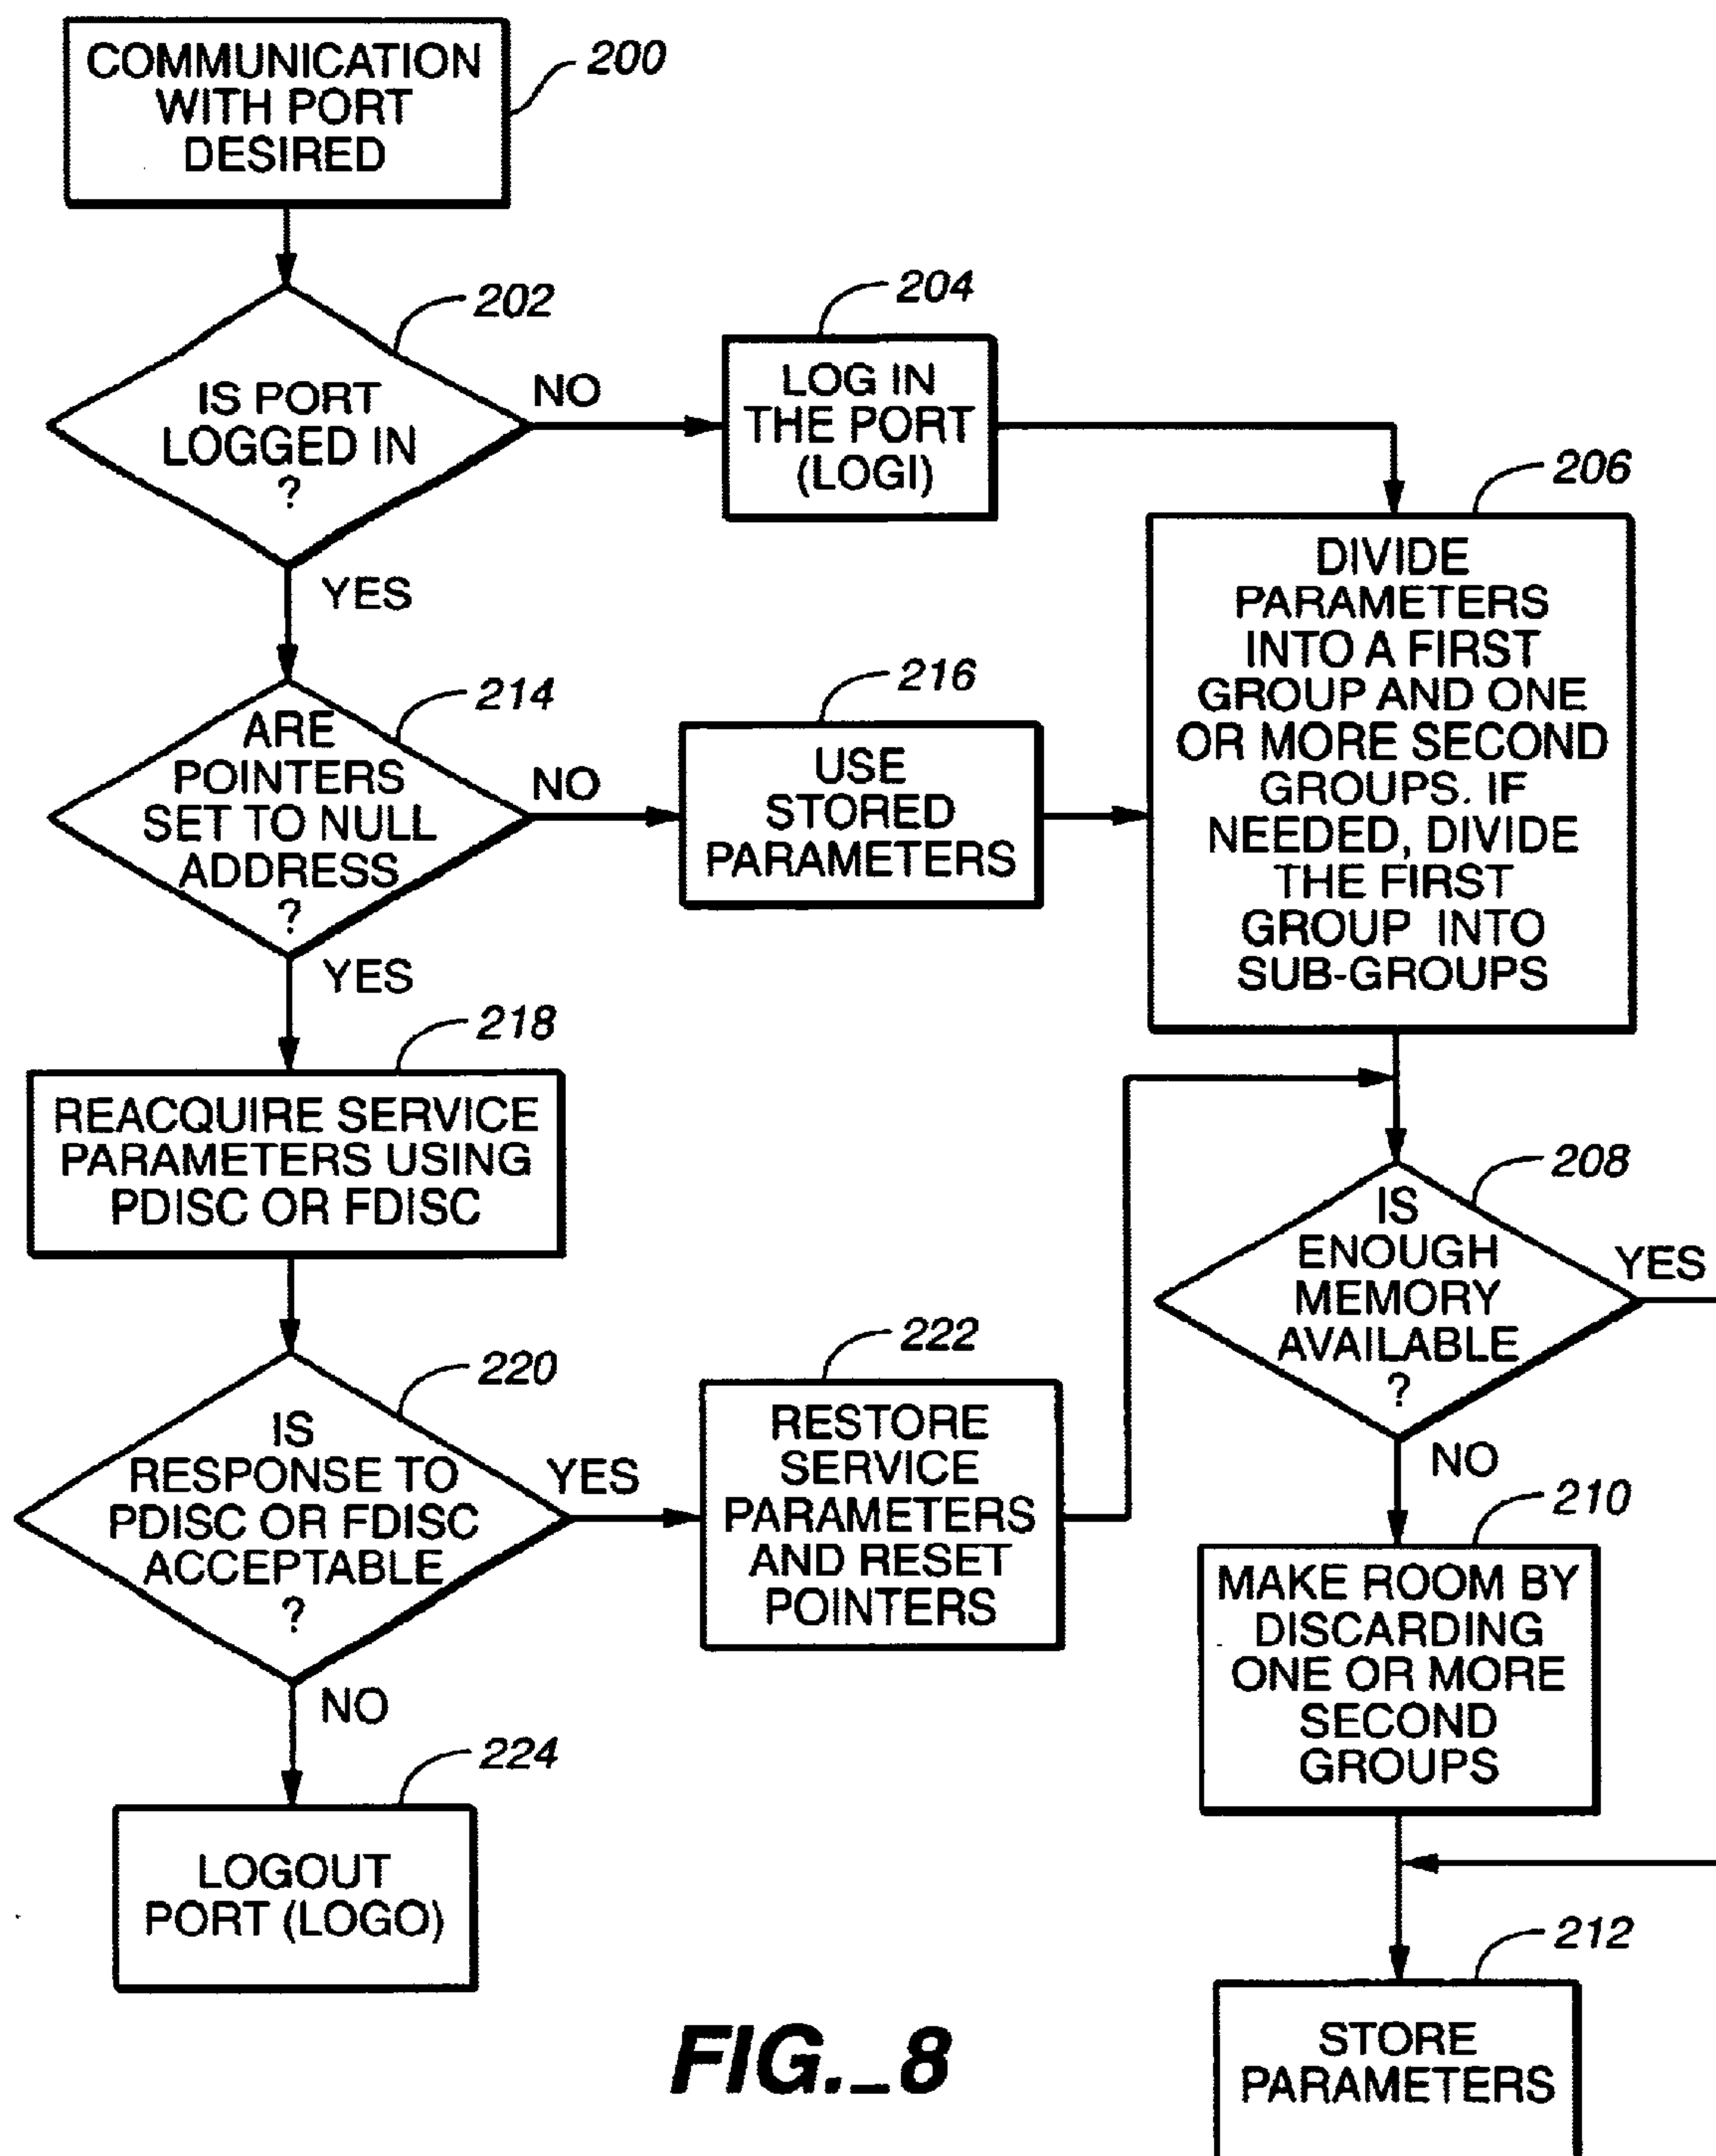 COMMUNICATION
WITH PORT
DESIRED
200
202
IS PORT
LOGGED IN
?
NO
YES
204
LOG IN
THE PORT
(LOGI)
206
DIVIDE
PARAMETERS
INTO A FIRST
GROUP AND ONE
OR MORE SECOND
GROUPS. IF
NEEDED, DIVIDE
THE FIRST
GROUP INTO
SUB-GROUPS
214
ARE
POINTERS
SET TO NULL
ADDRESS
?
NO
YES
216
USE
STORED
PARAMETERS
218
REACQUIRE SERVICE
PARAMETERS USING
PDISC OR FDISC
208
IS
ENOUGH
MEMORY
AVAILABLE
?
YES
NO
220
IS
RESPONSE TO
PDISC OR FDISC
ACCEPTABLE
?
YES
NO
222
RESTORE
SERVICE
PARAMETERS
AND RESET
POINTERS
210
MAKE ROOM BY
DISCARDING
ONE OR MORE
SECOND
GROUPS
224
LOGOUT
PORT (LOGO)
212
STORE
PARAMETERS
FIG._8